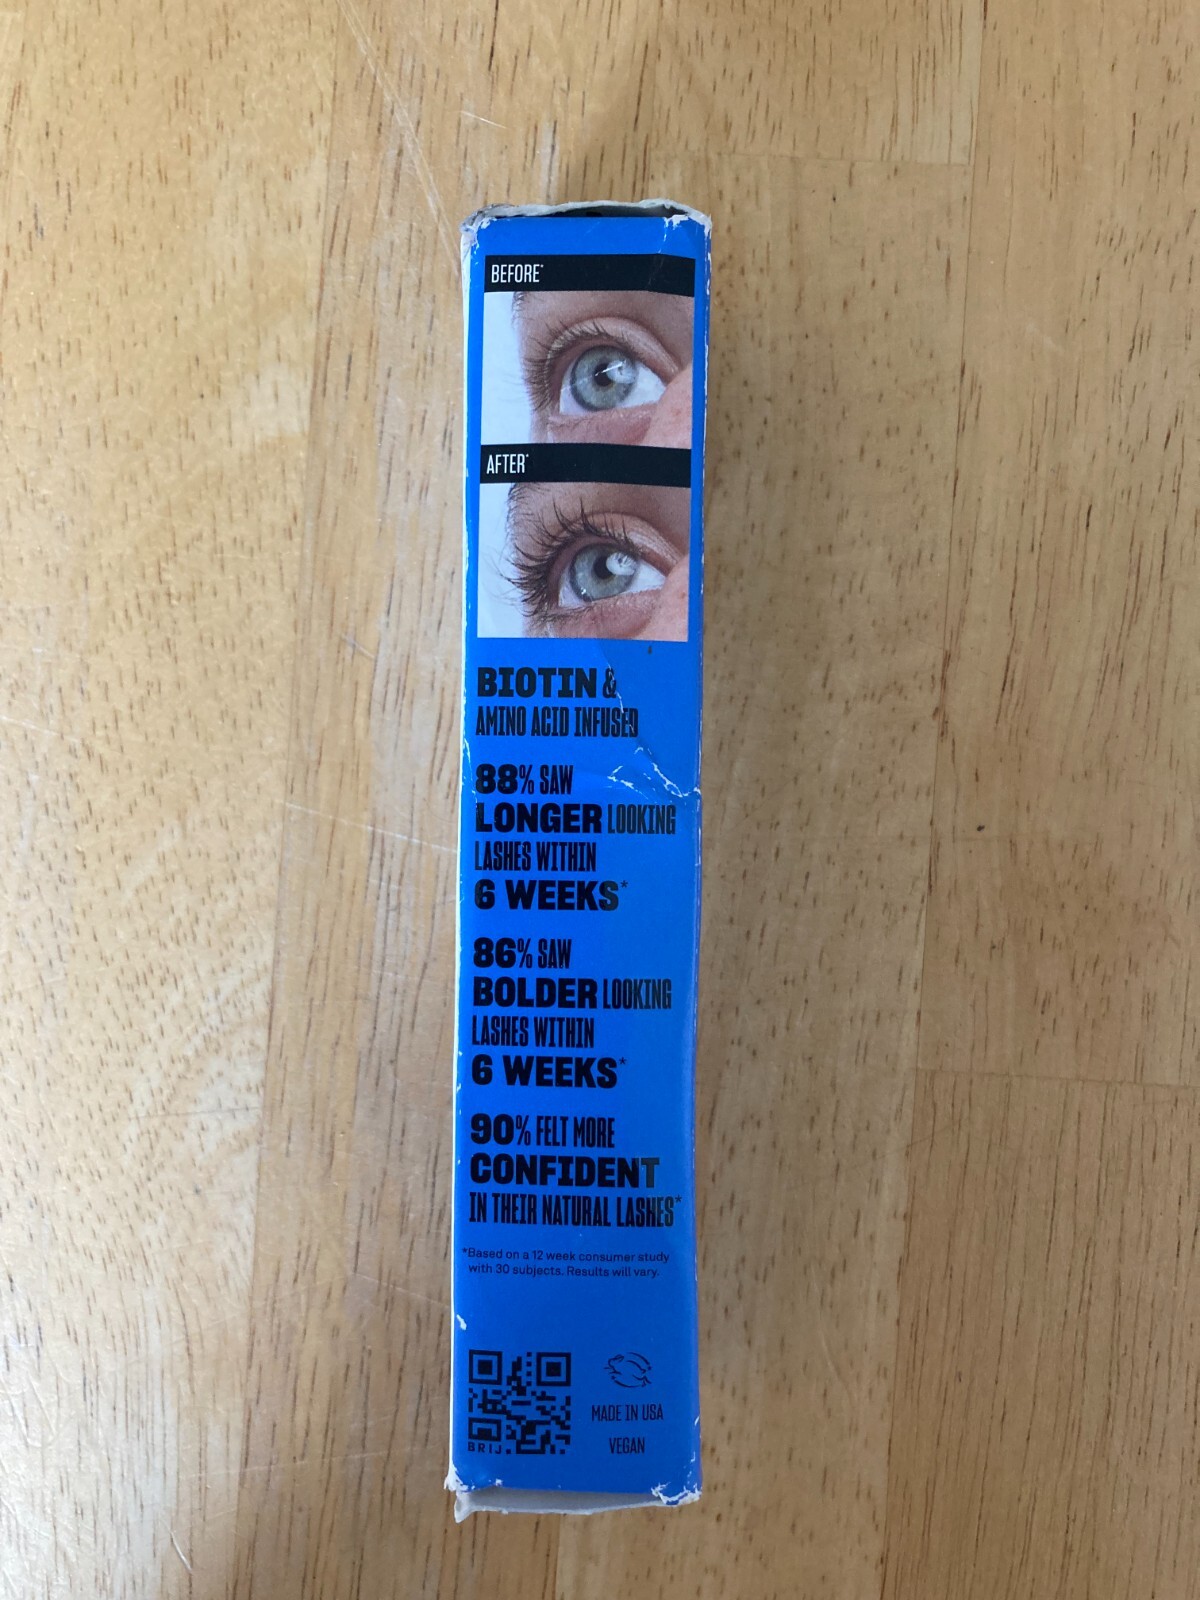 BEFORE*
AFTER*
BIOTIN &
AMINO ACID INFUSED
88% SAW
LONGER LOOKING
LASHES WITHIN
6 WEEKS*
86% SAW
BOLDER LOOKING
LASHES WITHIN
6 WEEKS*
90% FELT MORE
CONFIDENT
IN THEIR NATURAL LASHES*
*Based on a 12 week consumer study
with 30 subjects. Results will vary.
BRIJ
MADE IN USA
VEGAN